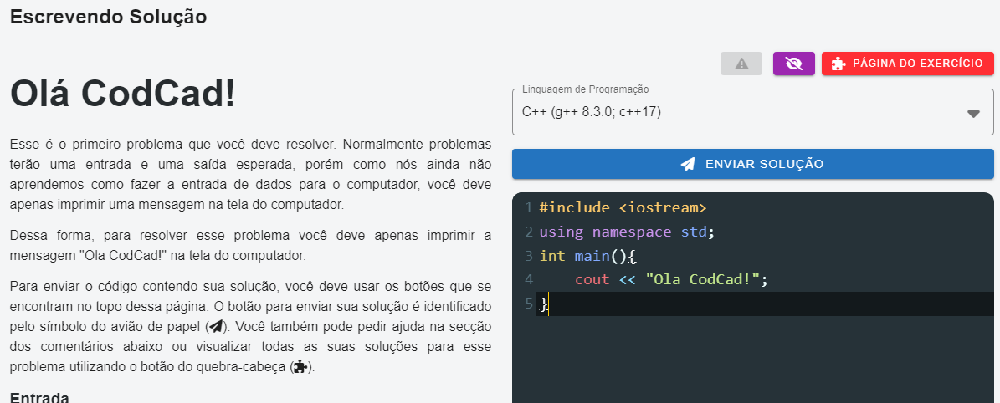 Escrevendo Solução
PÁGINA DO EXERCÍCIO
Olá CodCad!
Esse é o primeiro problema que você deve resolver. Normalmente problemas
terão uma entrada e uma saída esperada, porém como nós ainda não
aprendemos como fazer a entrada de dados para o computador, você deve
apenas imprimir uma mensagem na tela do computador.
Dessa forma, para resolver esse problema você deve apenas imprimir a
mensagem "Ola CodCad!" na tela do computador.
Para enviar o código contendo sua solução, você deve usar os botões que se
encontram no topo dessa página. O botão para enviar sua solução é identificado
pelo símbolo do avião de papel (). Você também pode pedir ajuda na secção
dos comentários abaixo ou visualizar todas as suas soluções para esse
problema utilizando o botão do quebra-cabeça ().
Entrada
Linguagem de Programação
C++ (g++ 8.3.0; c++17)
ENVIAR SOLUÇÃO
1 #include <iostream>
2 using namespace std;
3 int main(){
4     cout << "Ola CodCad!";
5 }